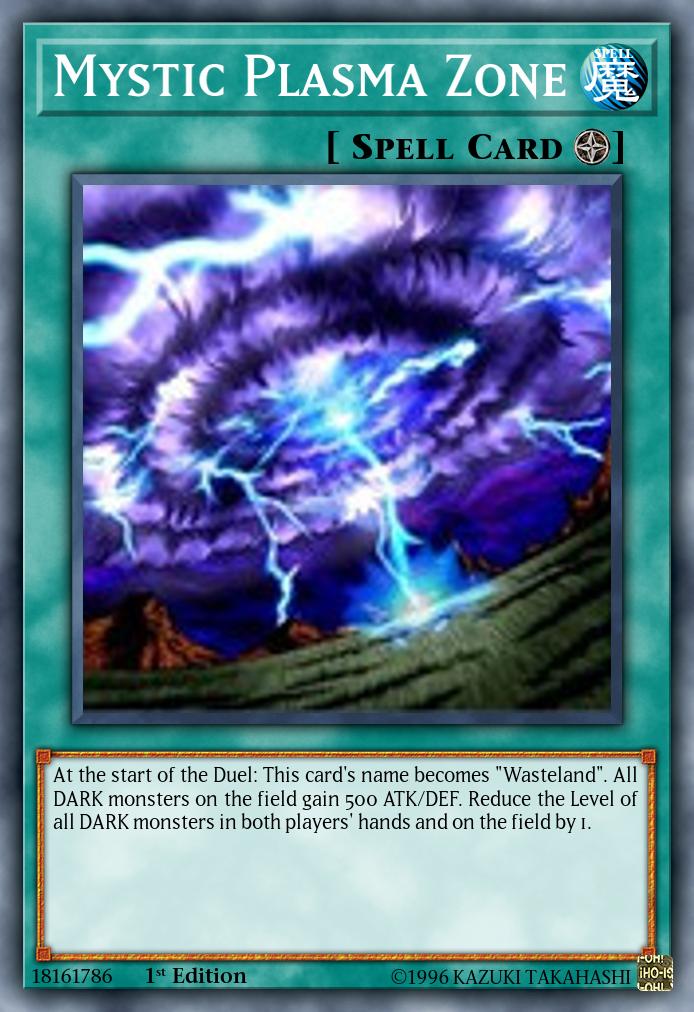 Mystic Plasma Zone
SPELL
魔
[ Spell Card ]
At the start of the Duel: This card's name becomes "Wasteland". All
DARK monsters on the field gain 500 ATK/DEF. Reduce the Level of
all DARK monsters in both players' hands and on the field by 1.
18161786 1st Edition ©1996 KAZUKI TAKAHASHI